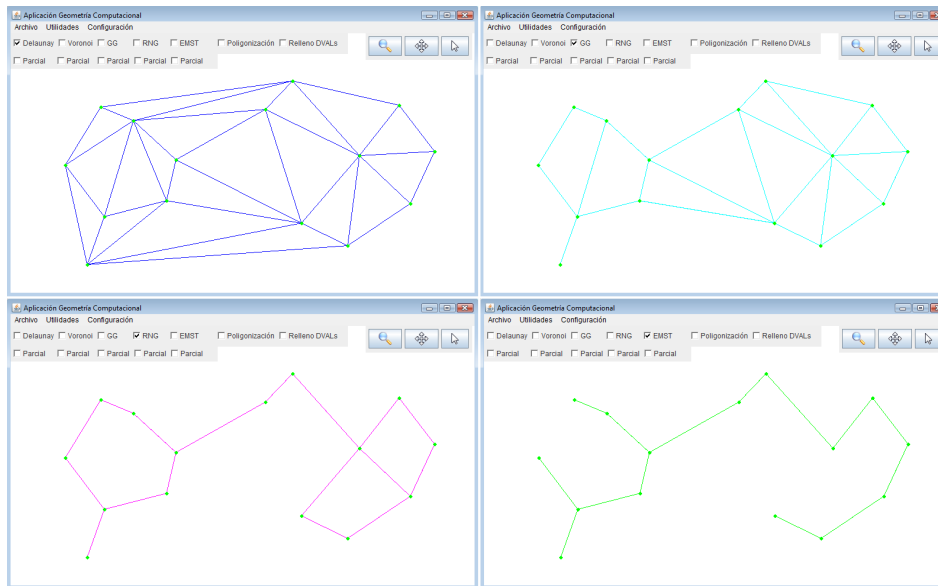 Aplicación Geometría Computacional
Archivo Utilidades Configuración
Delaunay Voronoi GG RNG EMST Poligonización Relleno DVALs
Parcial Parcial Parcial Parcial Parcial
Aplicación Geometría Computacional
Archivo Utilidades Configuración
Delaunay Voronoi GG RNG EMST Poligonización Relleno DVALs
Parcial Parcial Parcial Parcial Parcial
Aplicación Geometría Computacional
Archivo Utilidades Configuración
Delaunay Voronoi GG RNG EMST Poligonización Relleno DVALs
Parcial Parcial Parcial Parcial Parcial
Aplicación Geometría Computacional
Archivo Utilidades Configuración
Delaunay Voronoi GG RNG EMST Poligonización Relleno DVALs
Parcial Parcial Parcial Parcial Parcial